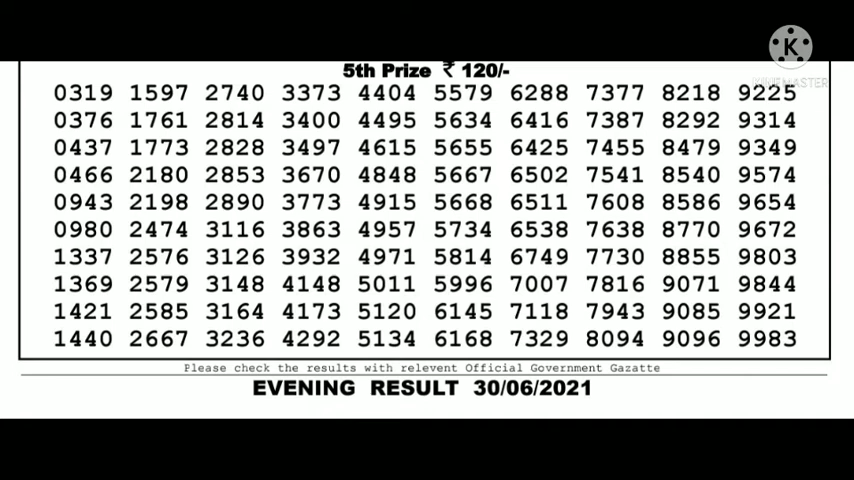 K
KINEMASTER
5th Prize ₹ 120/-
0319 1597 2740 3373 4404 5579 6288 7377 8218 9225
0376 1761 2814 3400 4495 5634 6416 7387 8292 9314
0437 1773 2828 3497 4615 5655 6425 7455 8479 9349
0466 2180 2853 3670 4848 5667 6502 7541 8540 9574
0943 2198 2890 3773 4915 5668 6511 7608 8586 9654
0980 2474 3116 3863 4957 5734 6538 7638 8770 9672
1337 2576 3126 3932 4971 5814 6749 7730 8855 9803
1369 2579 3148 4148 5011 5996 7007 7816 9071 9844
1421 2585 3164 4173 5120 6145 7118 7943 9085 9921
1440 2667 3236 4292 5134 6168 7329 8094 9096 9983
Please check the results with relevent Official Government Gazatte
EVENING RESULT 30/06/2021